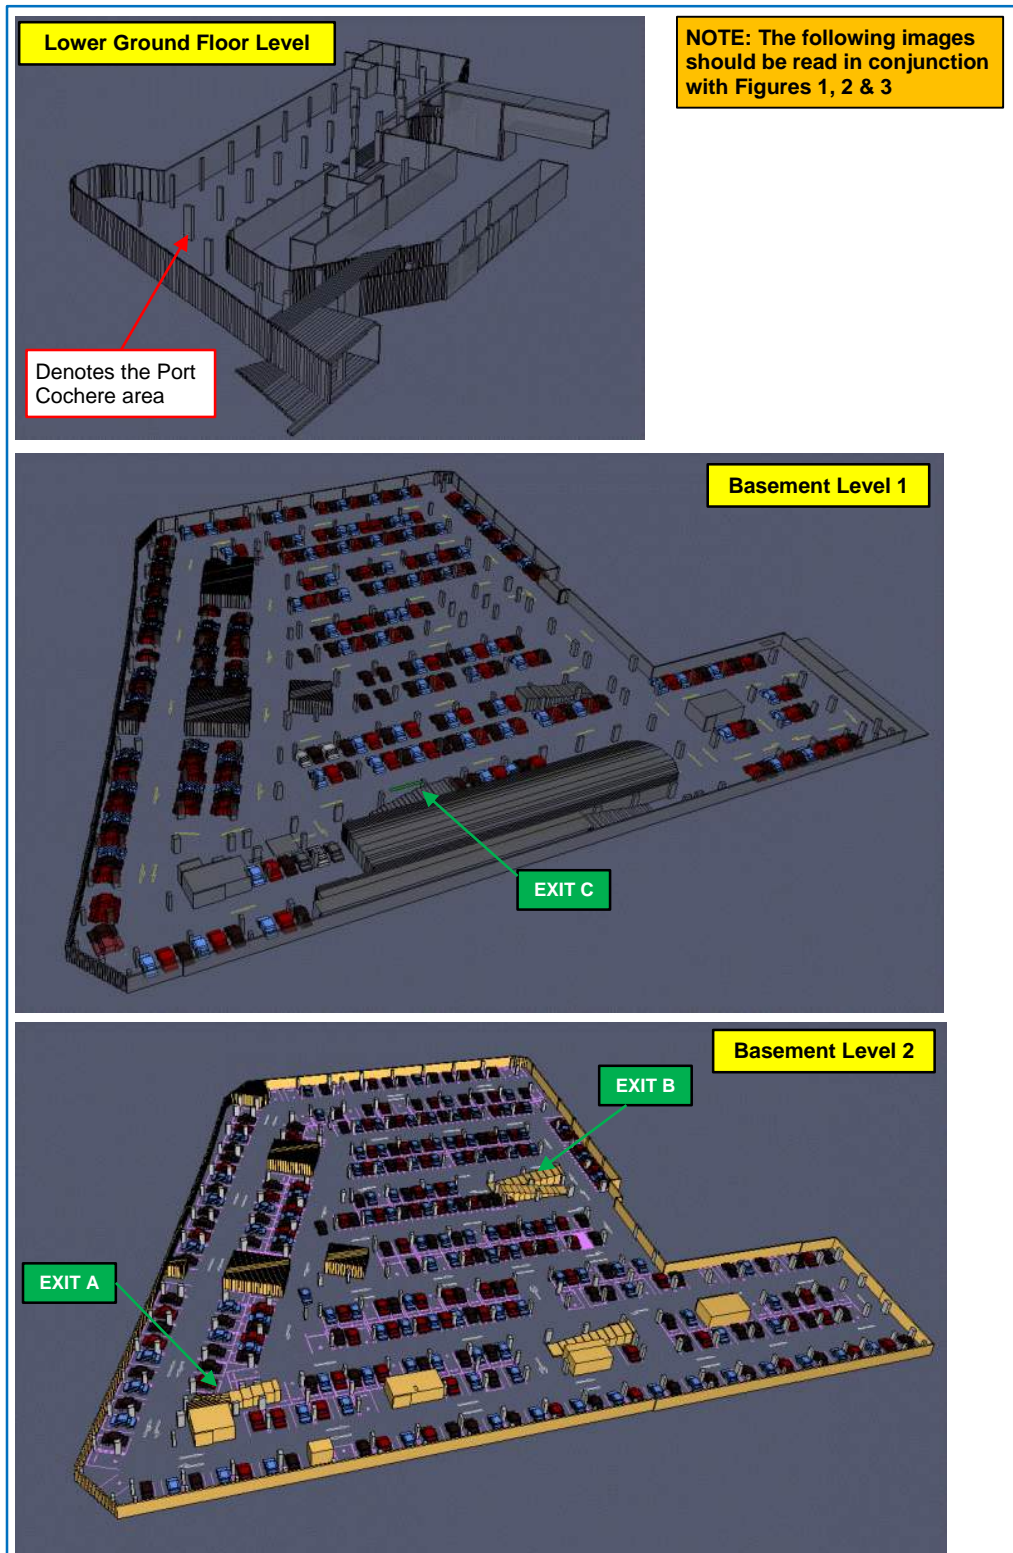 Lower Ground Floor Level
NOTE: The following images
should be read in conjunction
with Figures 1, 2 & 3
Denotes the Port
Cochere area
Basement Level 1
EXIT C
Basement Level 2
EXIT B
EXIT A